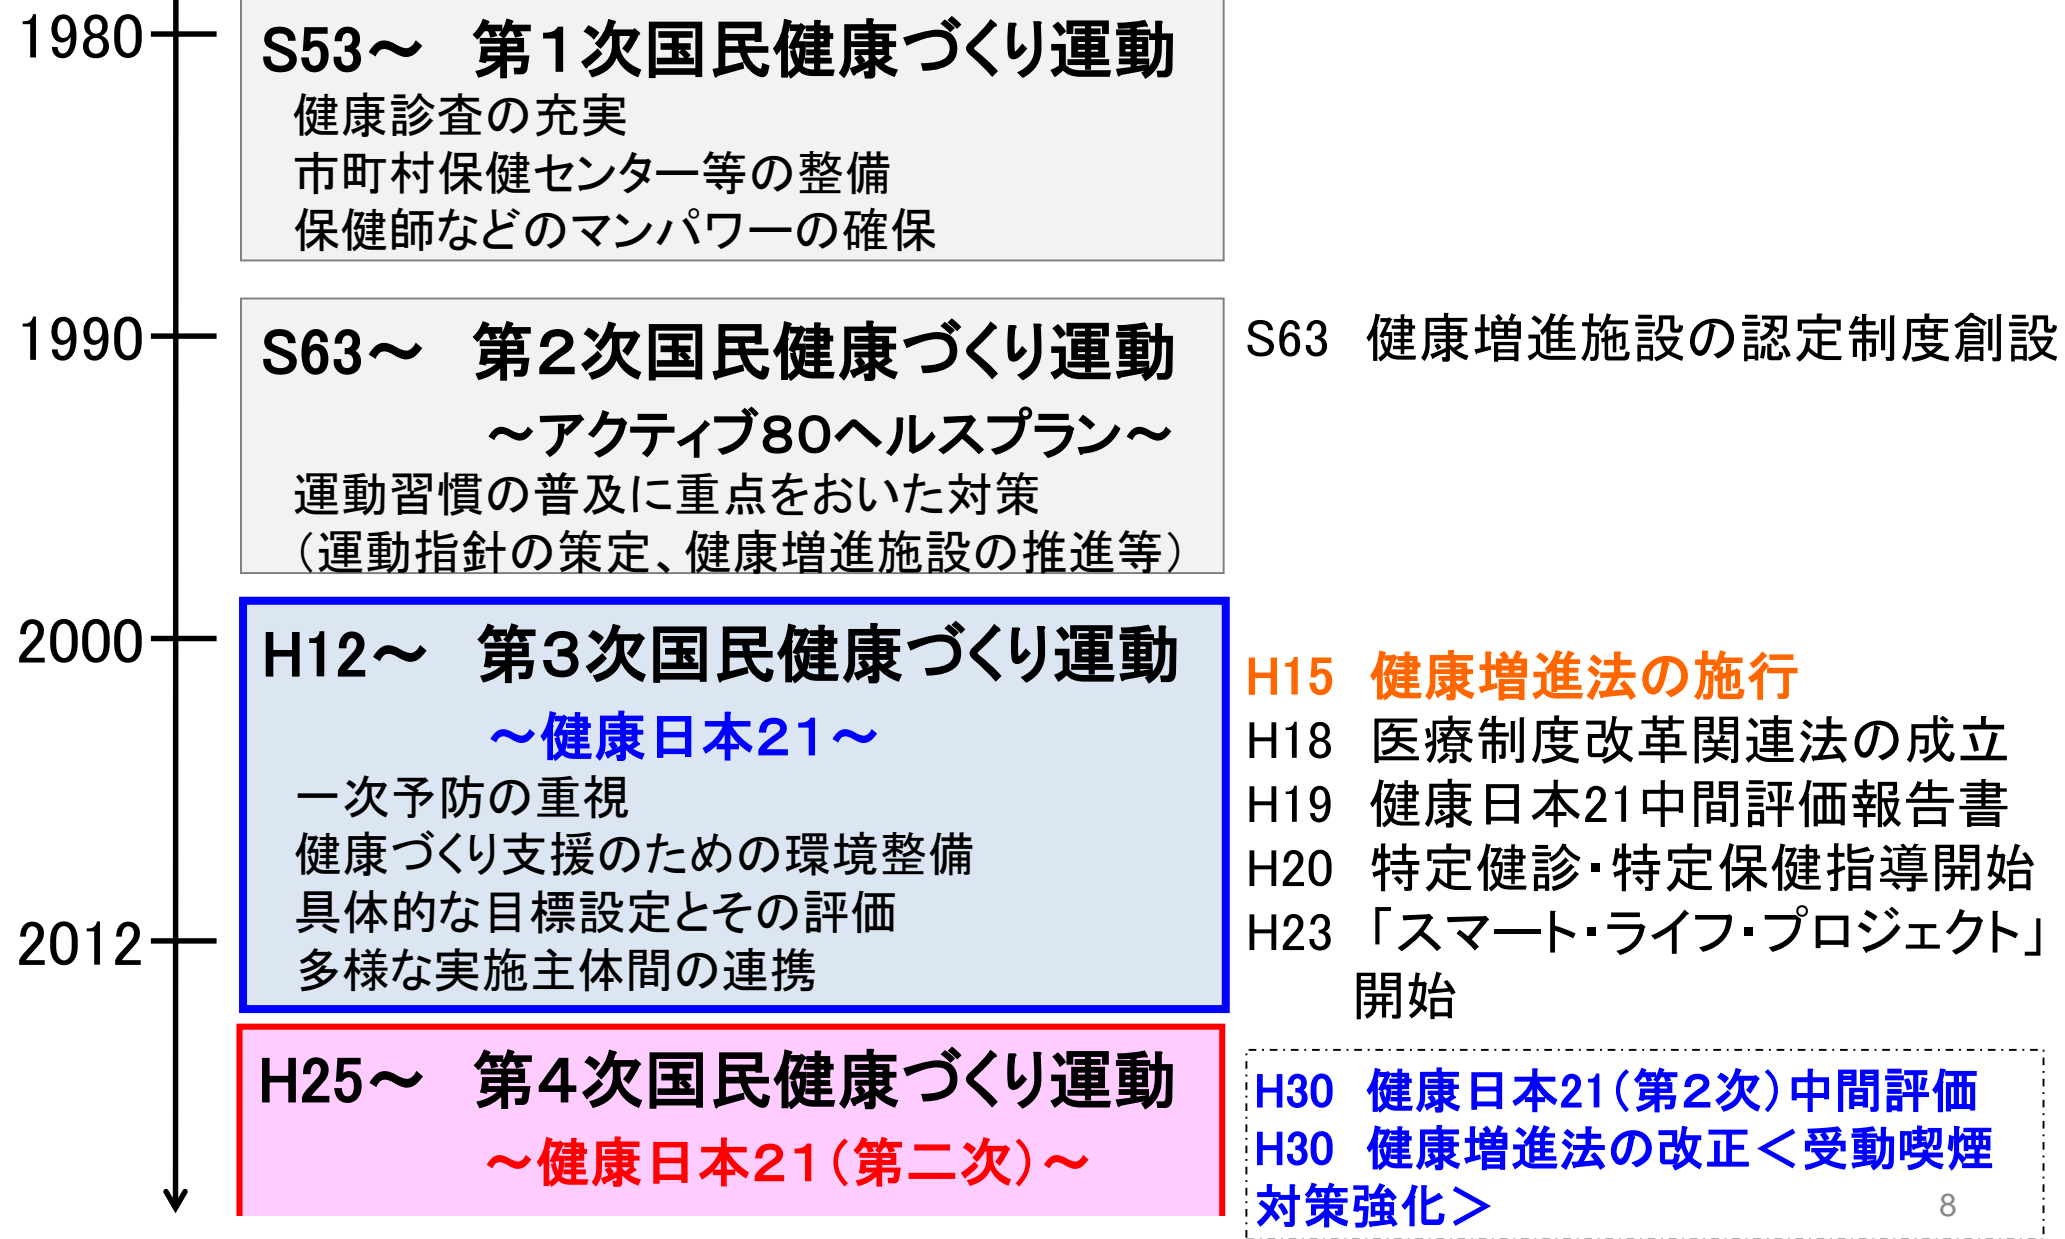 1980
S53～　第1次国民健康づくり運動
健康診査の充実
市町村保健センター等の整備
保健師などのマンパワーの確保
1990
S63～　第２次国民健康づくり運動
～アクティブ８０ヘルスプラン～
運動習慣の普及に重点をおいた対策
（運動指針の策定、健康増進施設の推進等）
S63　健康増進施設の認定制度創設
2000
H12～　第３次国民健康づくり運動
～健康日本２１～
一次予防の重視
健康づくり支援のための環境整備
具体的な目標設定とその評価
多様な実施主体間の連携
H15　健康増進法の施行
H18　医療制度改革関連法の成立
H19　健康日本21中間評価報告書
H20　特定健診・特定保健指導開始
H23　「スマート・ライフ・プロジェクト」
開始
2012
H25～　第４次国民健康づくり運動
～健康日本２１（第二次）～
H30　健康日本21（第２次）中間評価
H30　健康増進法の改正＜受動喫煙
対策強化＞
8